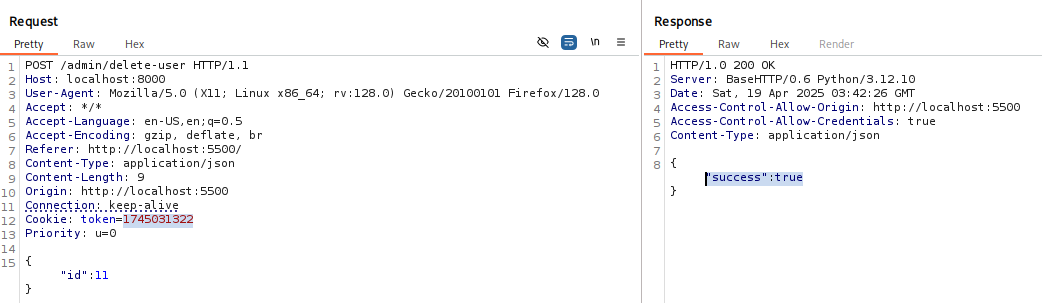 Request
Pretty Raw Hex
\n
1 POST /admin/delete-user HTTP/1.1
2 Host: localhost:8000
3 User-Agent: Mozilla/5.0 (X11; Linux x86_64; rv:128.0) Gecko/20100101 Firefox/128.0
4 Accept: */*
5 Accept-Language: en-US,en;q=0.5
6 Accept-Encoding: gzip, deflate, br
7 Referer: http://localhost:5500/
8 Content-Type: application/json
9 Content-Length: 9
10 Origin: http://localhost:5500
11 Connection: keep-alive
12 Cookie: token=1745031322
13 Priority: u=0
14
15 {
"id":11
}
Response
Pretty Raw Hex Render
1 HTTP/1.0 200 OK
2 Server: BaseHTTP/0.6 Python/3.12.10
3 Date: Sat, 19 Apr 2025 03:42:26 GMT
4 Access-Control-Allow-Origin: http://localhost:5500
5 Access-Control-Allow-Credentials: true
6 Content-Type: application/json
7
8 {
"success":true
}